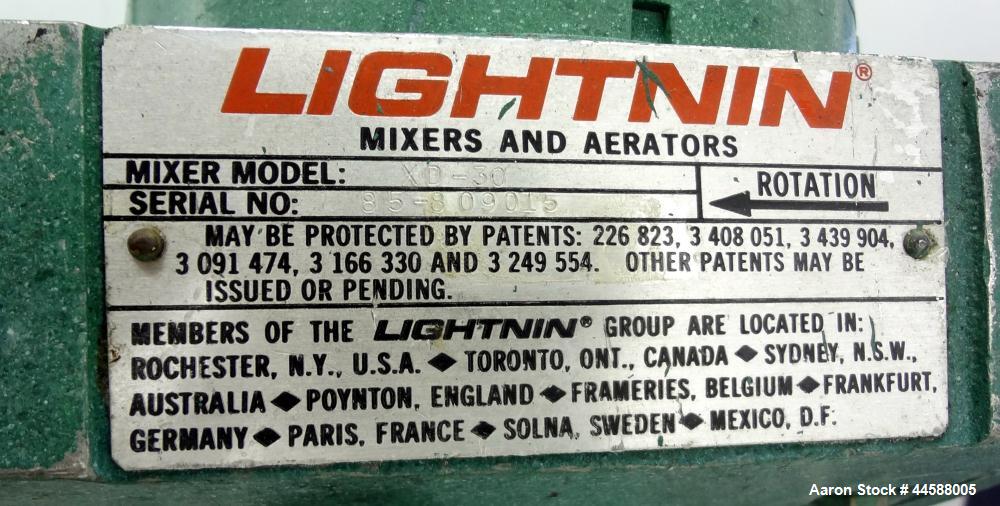 LIGHTNIN®
MIXERS AND AERATORS
MIXER MODEL: XD-30
SERIAL NO: 85-809015
ROTATION
MAY BE PROTECTED BY PATENTS: 226 823, 3 408 051, 3 439 904,
3 091 474, 3 166 330 AND 3 249 554. OTHER PATENTS MAY BE
ISSUED OR PENDING.
MEMBERS OF THE LIGHTNIN® GROUP ARE LOCATED IN:
ROCHESTER, N.Y., U.S.A. ◆ TORONTO, ONT., CANADA ◆ SYDNEY, N.S.W.,
AUSTRALIA ◆ POYNTON, ENGLAND ◆ FRAMERIES, BELGIUM ◆ FRANKFURT,
GERMANY ◆ PARIS, FRANCE ◆ SOLNA, SWEDEN ◆ MEXICO, D.F.
Aaron Stock # 44588005